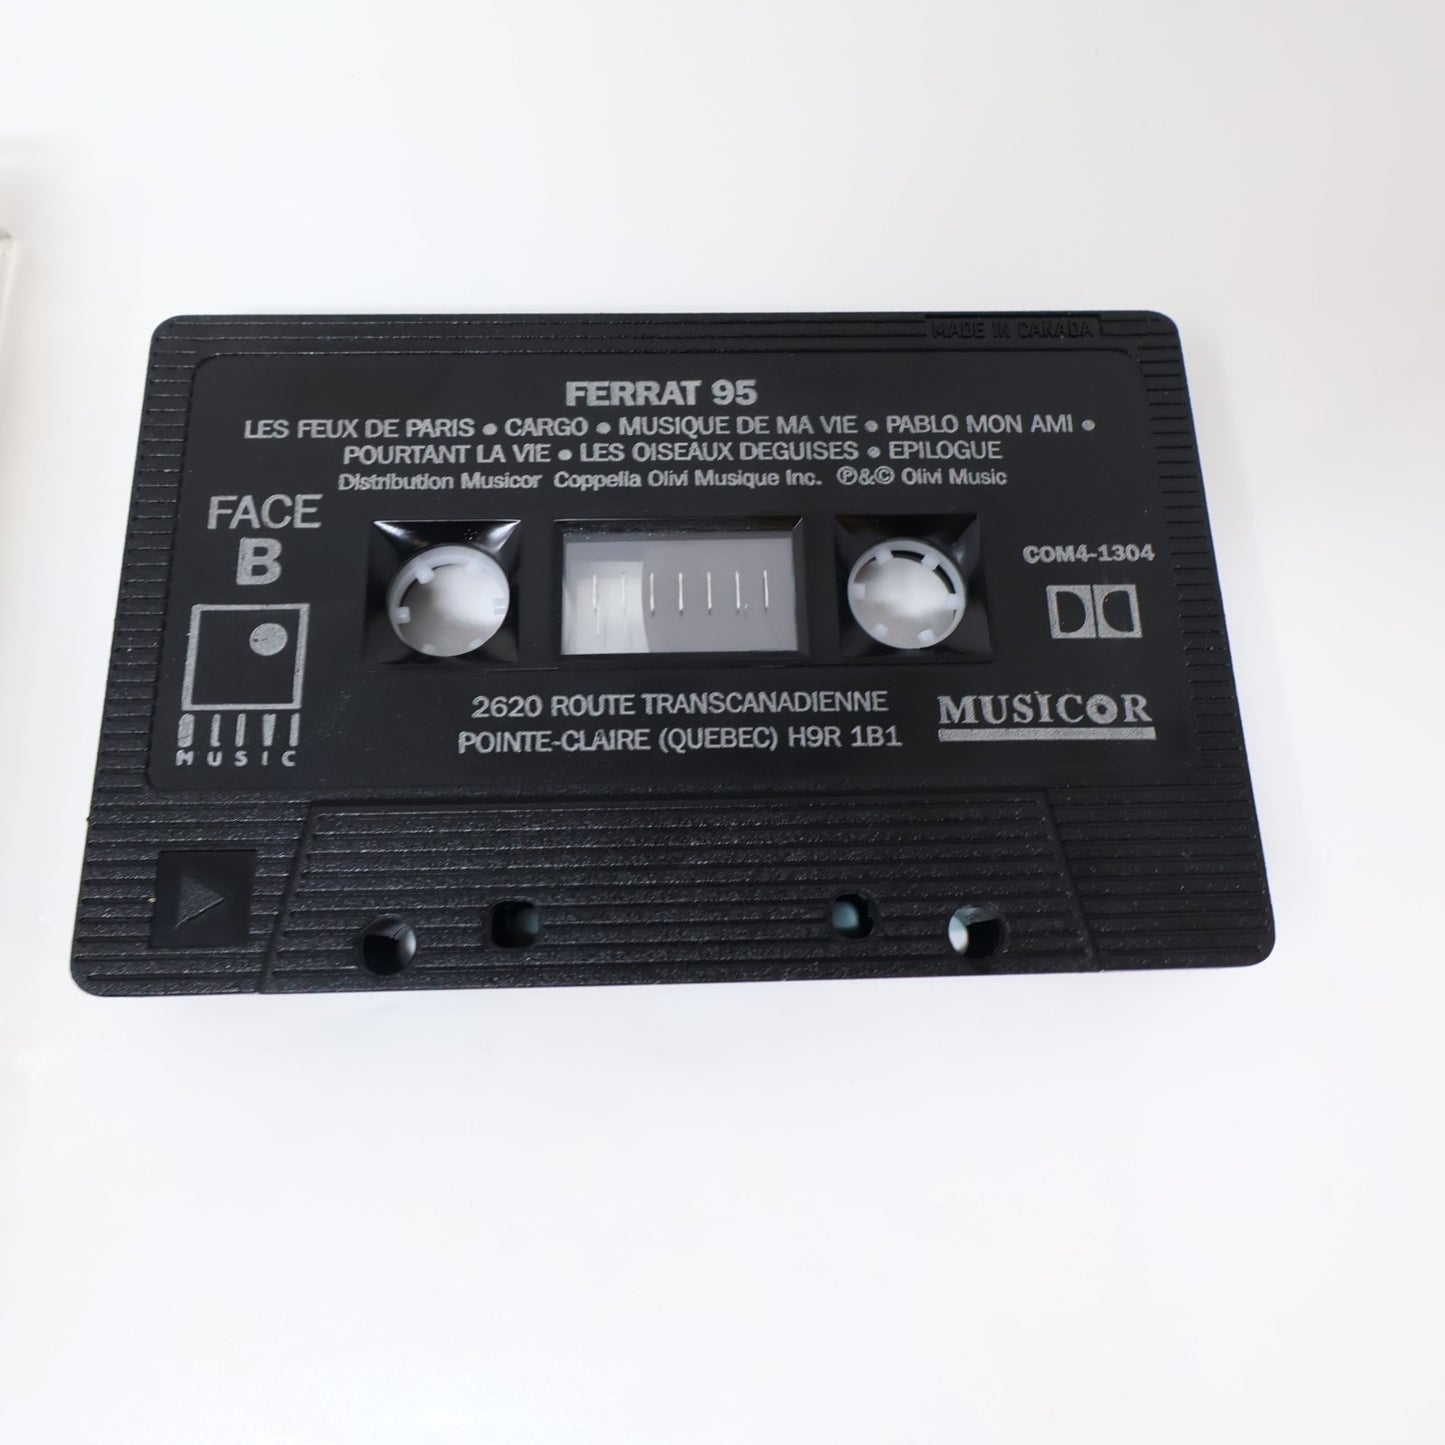 MADE IN CANADA
FERRAT 95
LES FEUX DE PARIS • CARGO • MUSIQUE DE MA VIE • PABLO MON AMI •
POURTANT LA VIE • LES OISEAUX DEGUISES • EPILOGUE
Distribution Musicor Coppelia Olivi Musique Inc. ℗&© Olivi Music
FACE
B
COM4-1304
OLIVI
MUSIC
2620 ROUTE TRANSCANADIENNE
POINTE-CLAIRE (QUEBEC) H9R 1B1
MUSICOR